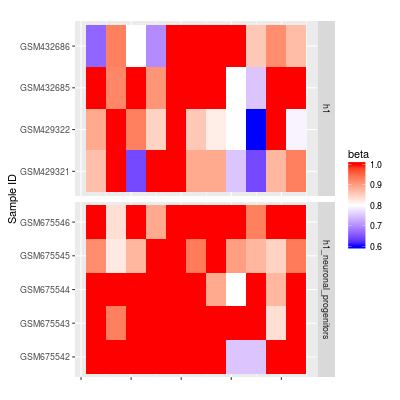 Sample ID
GSM432686
GSM432685
GSM429322
GSM429321
h1
GSM675546
GSM675545
GSM675544
GSM675543
GSM675542
h1_neuronal_progenitors
beta
1.0
0.9
0.8
0.7
0.6